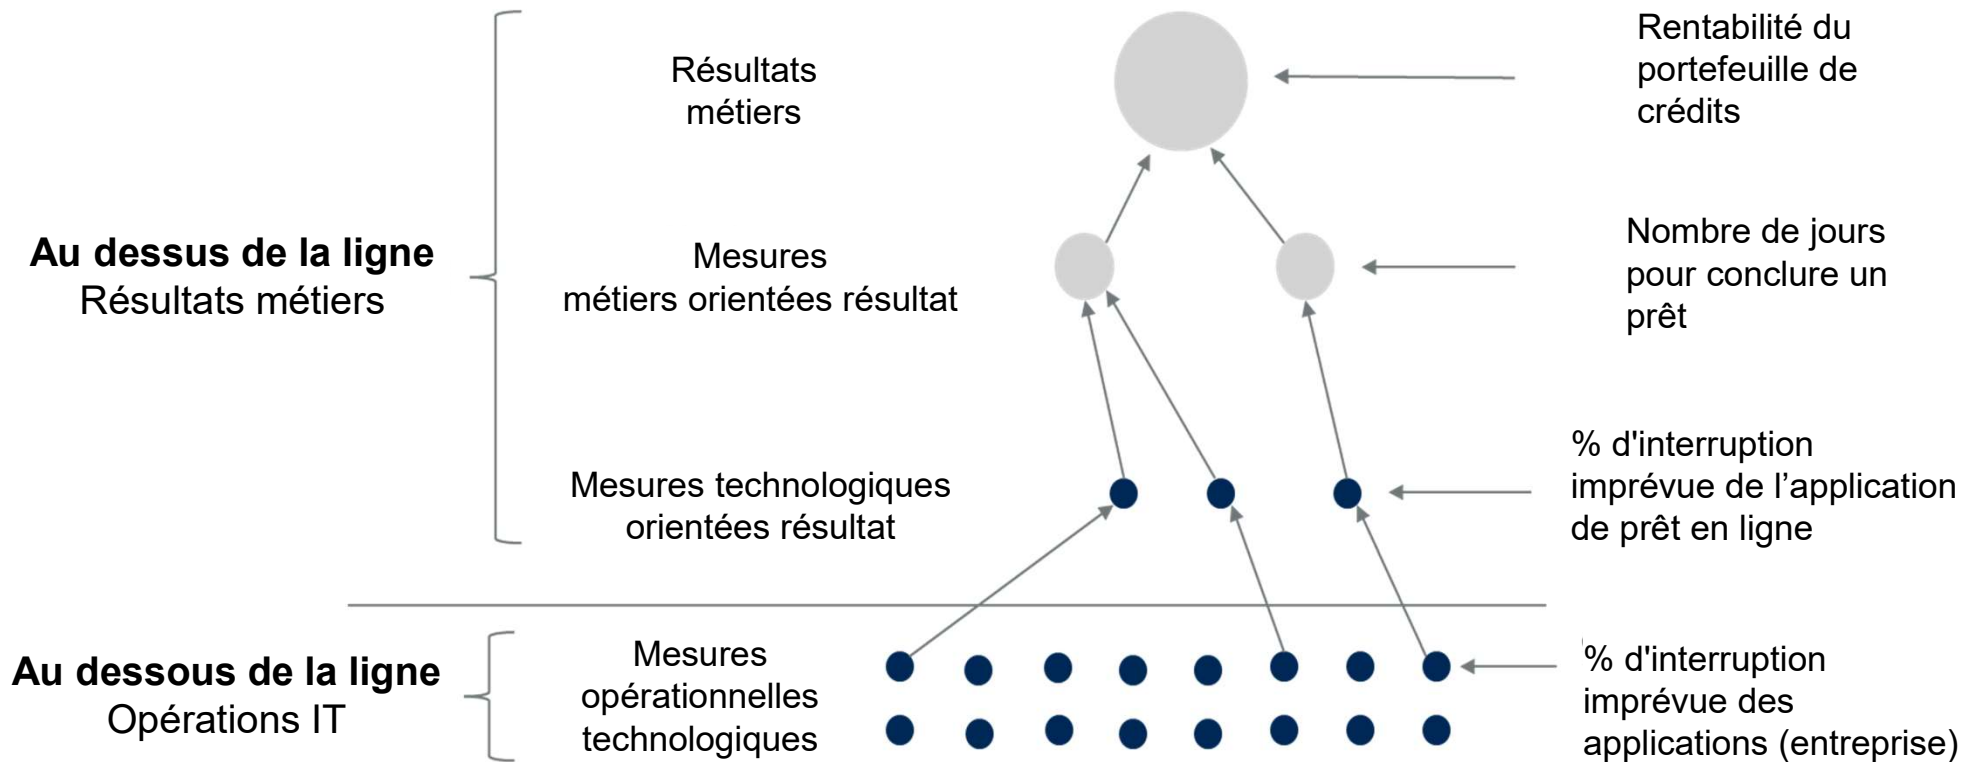 Résultats
métiers
Rentabilité du
portefeuille de
crédits
Au dessus de la ligne
Résultats métiers
Mesures
métiers orientées résultat
Nombre de jours
pour conclure un
prêt
Mesures technologiques
orientées résultat
% d'interruption
imprévue de l’application
de prêt en ligne
Au dessous de la ligne
Opérations IT
Mesures
opérationnelles
technologiques
% d'interruption
imprévue des
applications (entreprise)